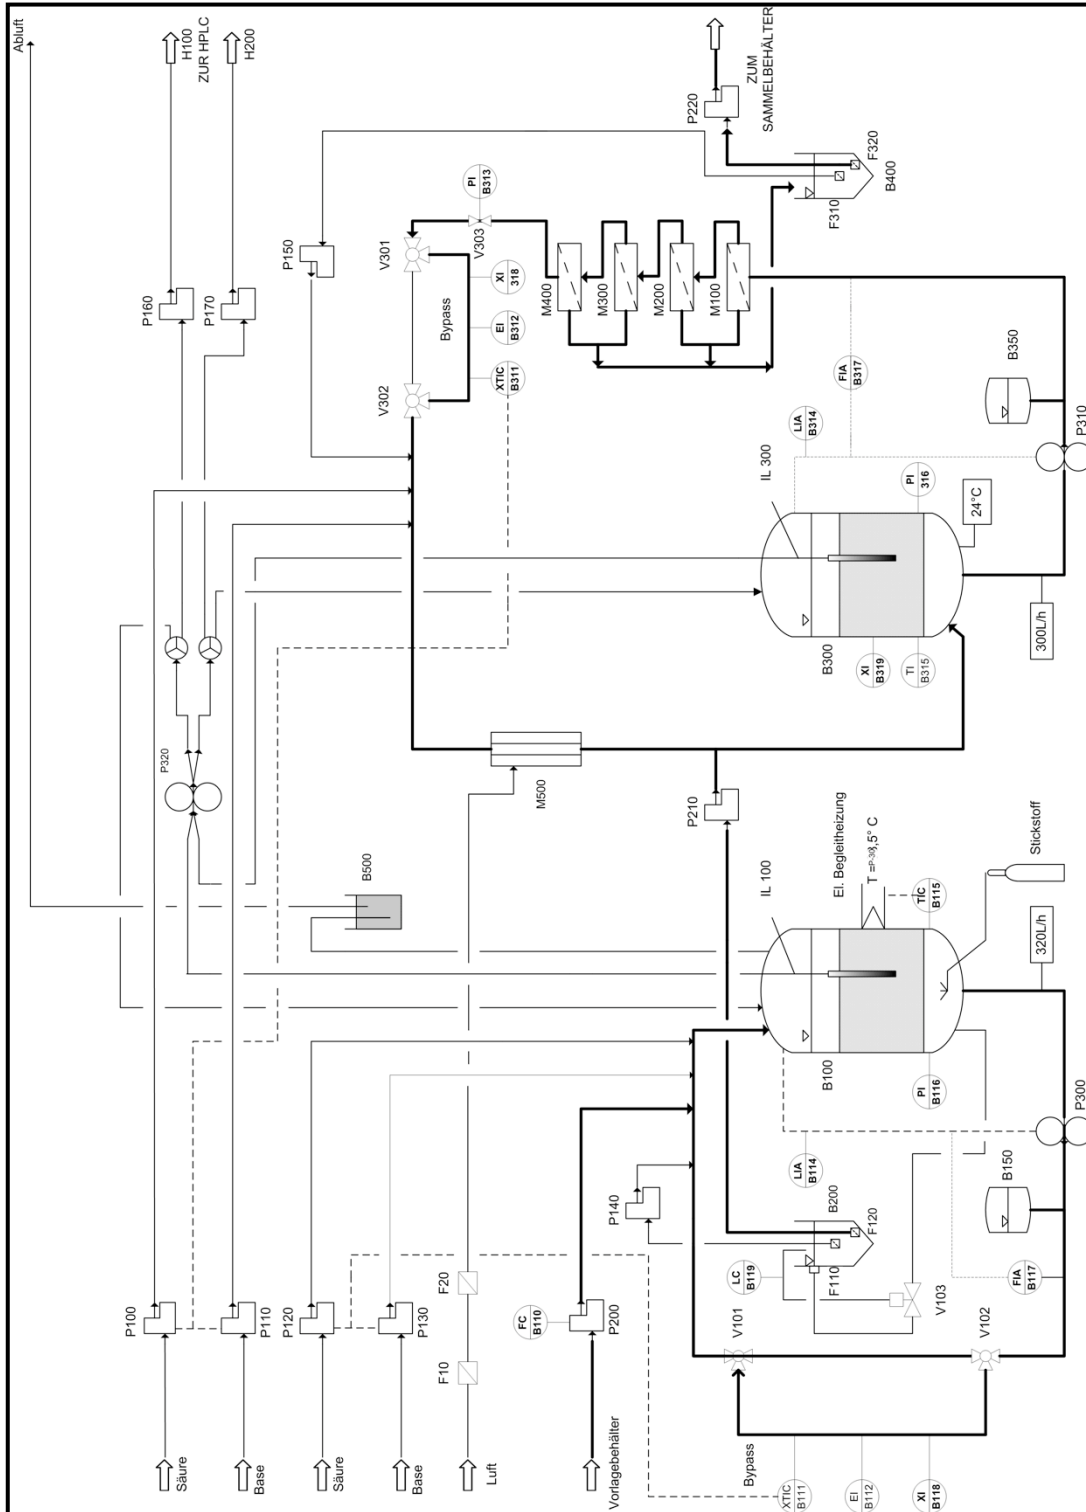 Abluft
Säure
P100
H100
ZUR HPLC
P160
Base
P110
H200
P170
P320
Säure
P120
P150
Base
P130
B500
V302
V301
Bypass
F10
F20
Luft
PI
B313
V303
XI
318
EI
B312
XTIC
B311
M500
M400
M300
M200
M100
FC
B110
P200
Vorlagebehälter
P140
P210
P220
ZUM
SAMMELBEHÄLTER
V101
LC
B119
F110
B200
F120
F310
F320
B400
Bypass
LIA
B114
B100
IL 100
El. Begleitheizung
LIA
B314
FIA
B317
B300
IL 300
XTIC
B111
EI
B112
XI
B118
V103
V102
PI
B116
TIC
B115
XI
B319
TI
B315
PI
316
FIA
B117
B150
320L/h
Stickstoff
24°C
300L/h
B350
P300
P310